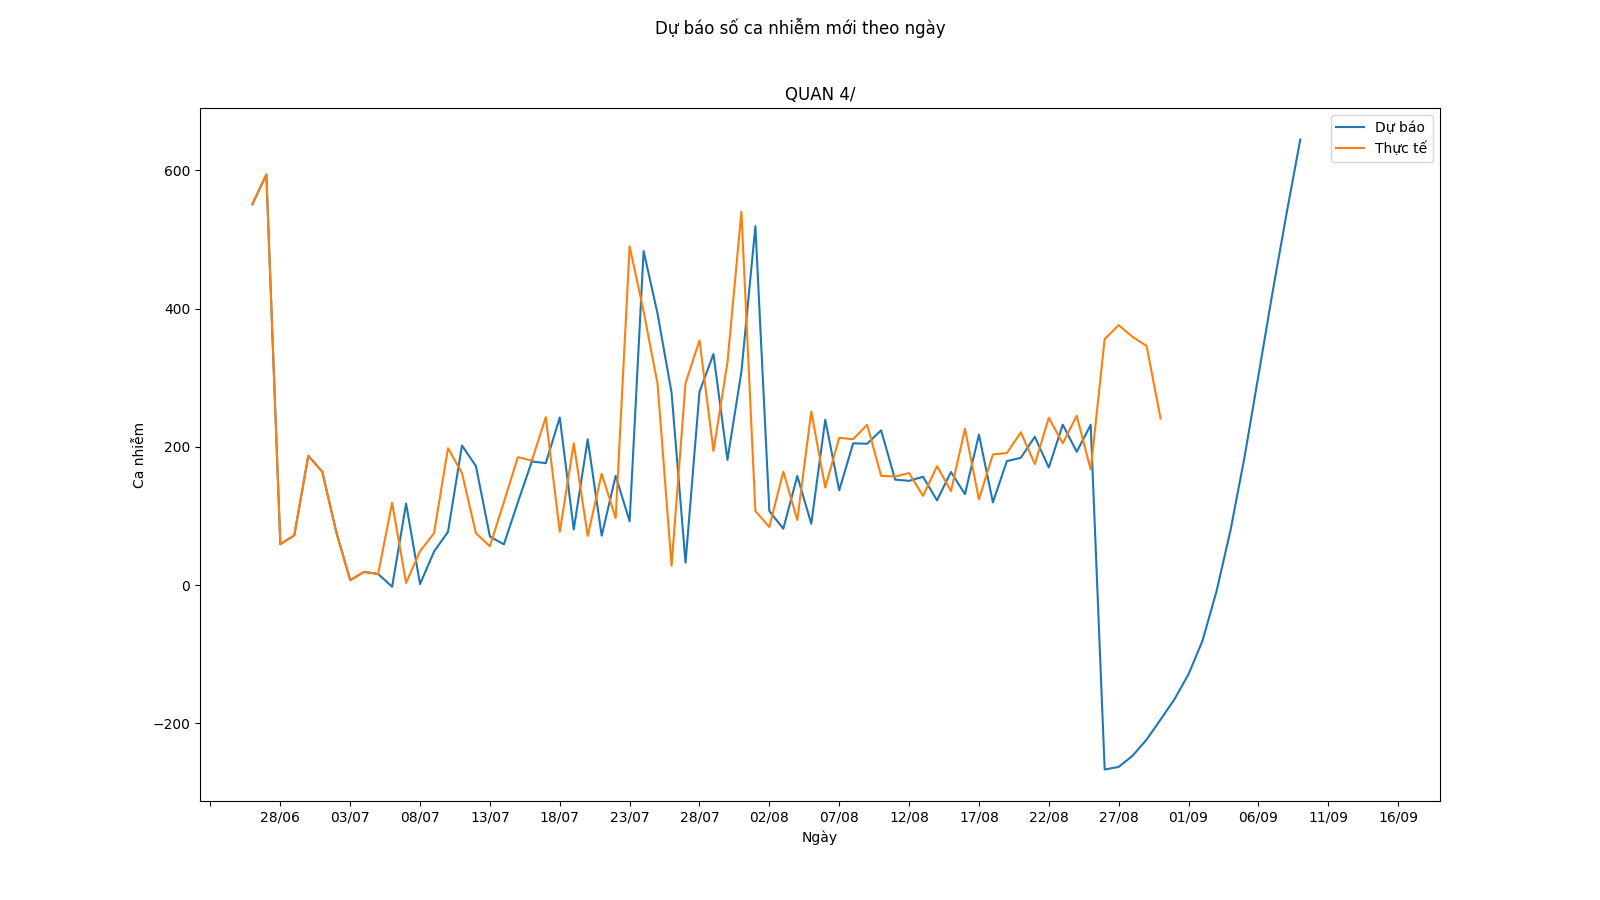 Dự báo số ca nhiễm mới theo ngày
QUAN 4/
Dự báo
Thực tế
600
400
200
0
−200
Ca nhiễm
28/06 03/07 08/07 13/07 18/07 23/07 28/07 02/08 07/08 12/08 17/08 22/08 27/08 01/09 06/09 11/09 16/09
Ngày